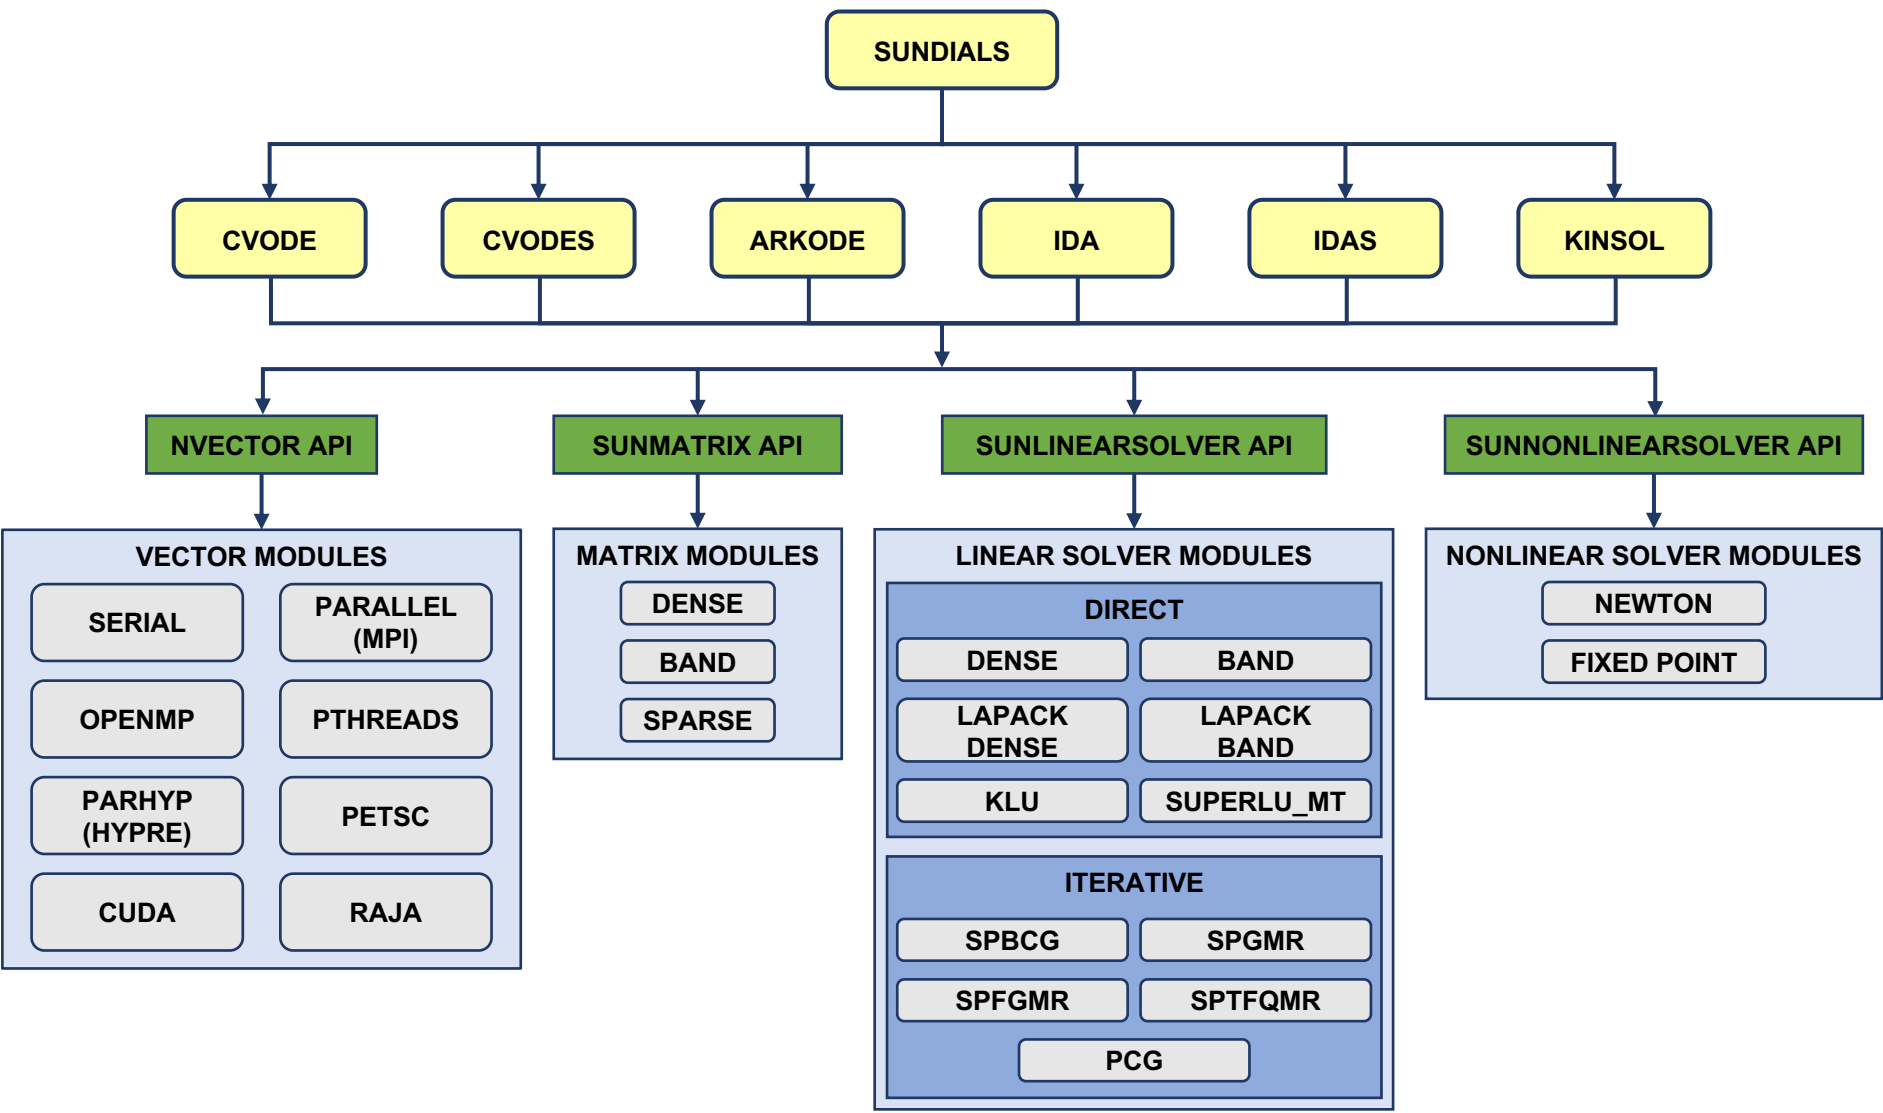 SUNDIALS
CVODE
CVODES
ARKODE
IDA
IDAS
KINSOL
NVECTOR API
SUNMATRIX API
SUNLINEARSOLVER API
SUNNONLINEARSOLVER API
VECTOR MODULES
SERIAL
PARALLEL
(MPI)
OPENMP
PTHREADS
PARHYP
(HYPRE)
PETSC
CUDA
RAJA
MATRIX MODULES
DENSE
BAND
SPARSE
LINEAR SOLVER MODULES
DIRECT
DENSE
BAND
LAPACK
DENSE
LAPACK
BAND
KLU
SUPERLU_MT
ITERATIVE
SPBCG
SPGMR
SPFGMR
SPTFQMR
PCG
NONLINEAR SOLVER MODULES
NEWTON
FIXED POINT